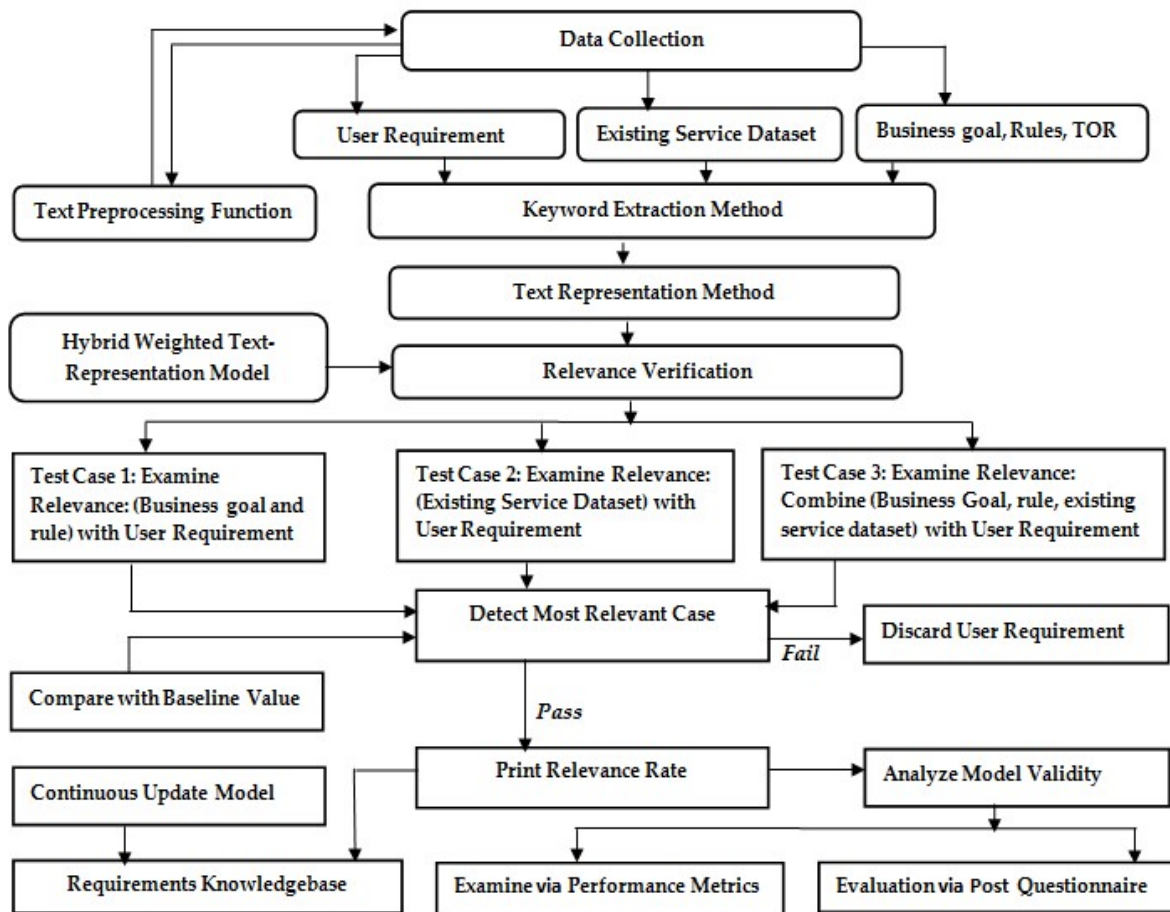 Data Collection
User Requirement
Existing Service Dataset
Business goal, Rules, TOR
Text Preprocessing Function
Keyword Extraction Method
Text Representation Method
Hybrid Weighted Text-
Representation Model
Relevance Verification
Test Case 1: Examine
Relevance: (Business goal and
rule) with User Requirement
Test Case 2: Examine Relevance:
(Existing Service Dataset) with
User Requirement
Test Case 3: Examine Relevance:
Combine (Business Goal, rule, existing
service dataset) with User Requirement
Detect Most Relevant Case
Discard User Requirement
Fail
Compare with Baseline Value
Pass
Print Relevance Rate
Analyze Model Validity
Continuous Update Model
Requirements Knowledgebase
Examine via Performance Metrics
Evaluation via Post Questionnaire